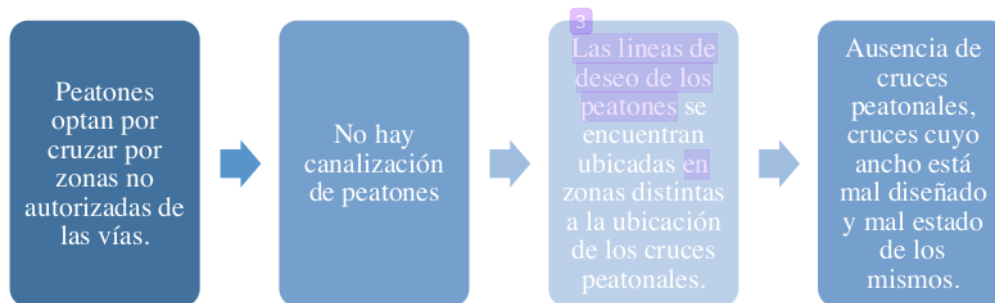 Peatones
optan por
cruzar por
zonas no
autorizadas de
las vías.
No hay
canalización
de peatones
3
Las lineas de
deseo de los
peatones se
encuentran
ubicadas en
zonas distintas
a la ubicación
de los cruces
peatonales.
Ausencia de
cruces
peatonales,
cruces cuyo
ancho está
mal diseñado
y mal estado
de los
mismos.